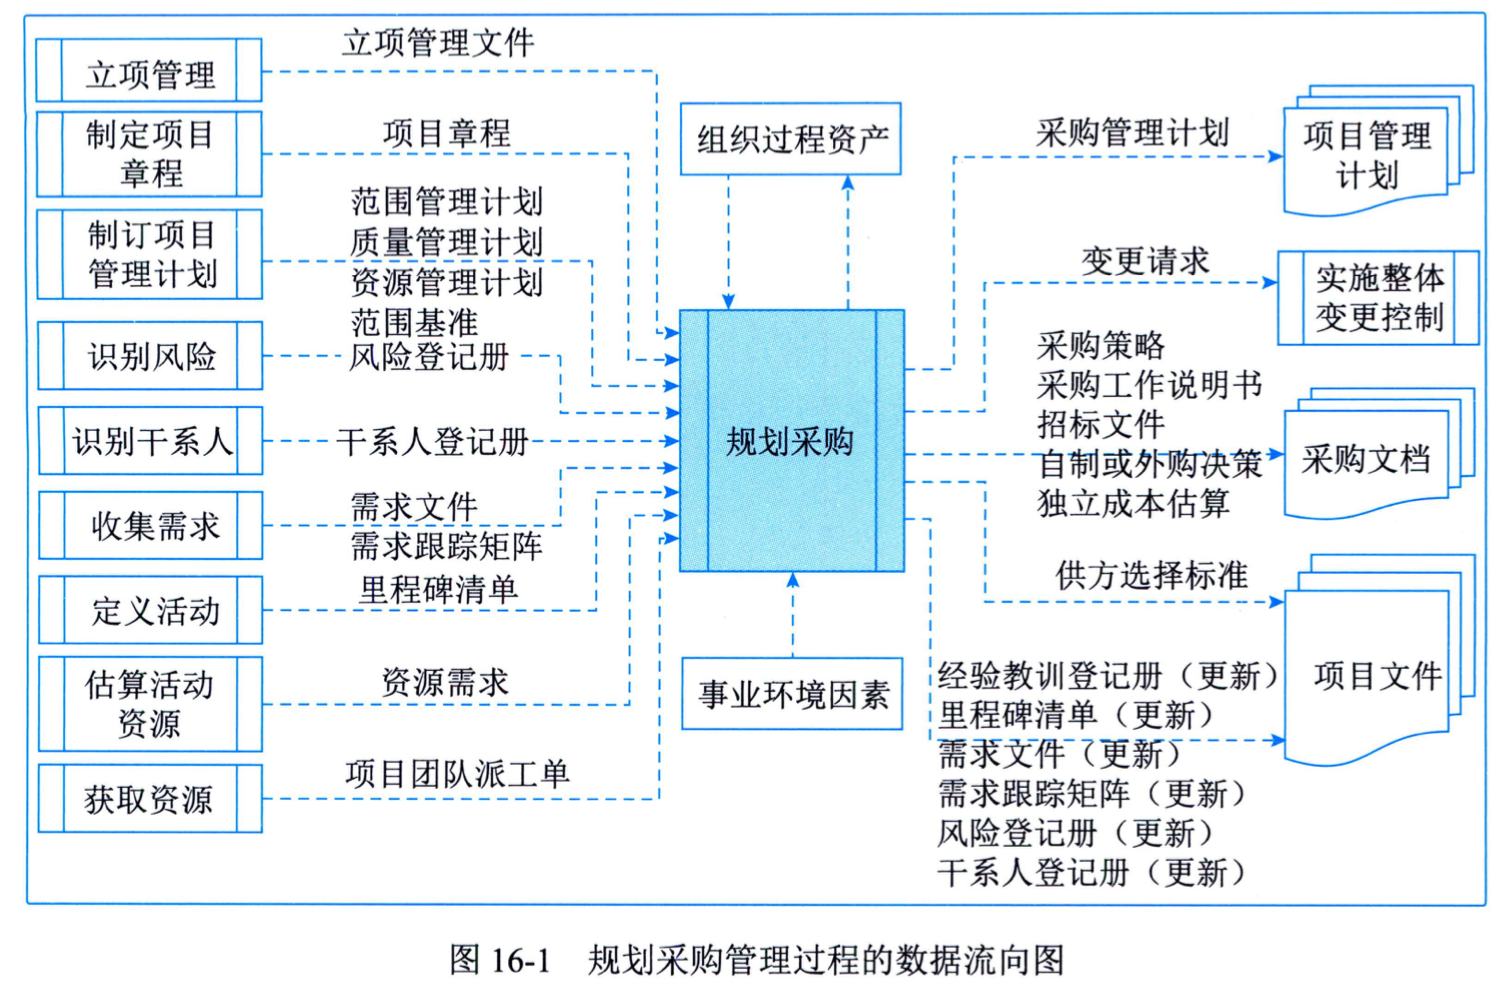 立项管理
制定项目
章程
制订项目
管理计划
识别风险
识别干系人
收集需求
定义活动
估算活动
资源
获取资源
立项管理文件
项目章程
范围管理计划
质量管理计划
资源管理计划
范围基准
风险登记册
干系人登记册
需求文件
需求跟踪矩阵
里程碑清单
资源需求
项目团队派工单
组织过程资产
规划采购
事业环境因素
采购管理计划
变更请求
采购策略
采购工作说明书
招标文件
自制或外购决策
独立成本估算
供方选择标准
经验教训登记册（更新）
里程碑清单（更新）
需求文件（更新）
需求跟踪矩阵（更新）
风险登记册（更新）
干系人登记册（更新）
项目管理
计划
实施整体
变更控制
采购文档
项目文件
图 16-1 规划采购管理过程的数据流向图